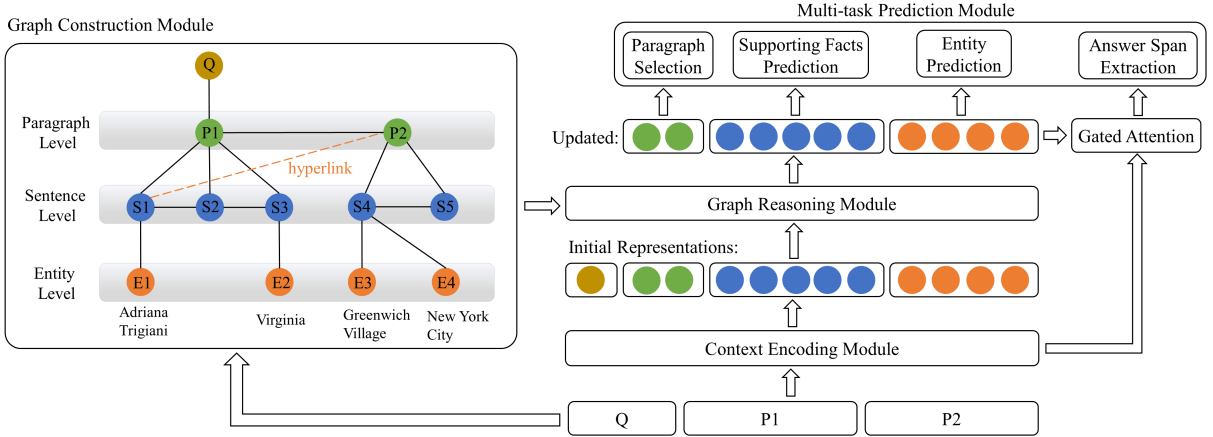 Graph Construction Module
Q
Paragraph
Level
P1
P2
hyperlink
Sentence
Level
S1
S2
S3
S4
S5
Entity
Level
E1
E2
E3
E4
Adriana
Trigiani
Virginia
Greenwich
Village
New York
City
Multi-task Prediction Module
Paragraph
Selection
Supporting Facts
Prediction
Entity
Prediction
Answer Span
Extraction
Updated:
Gated Attention
Graph Reasoning Module
Initial Representations:
Context Encoding Module
Q
P1
P2